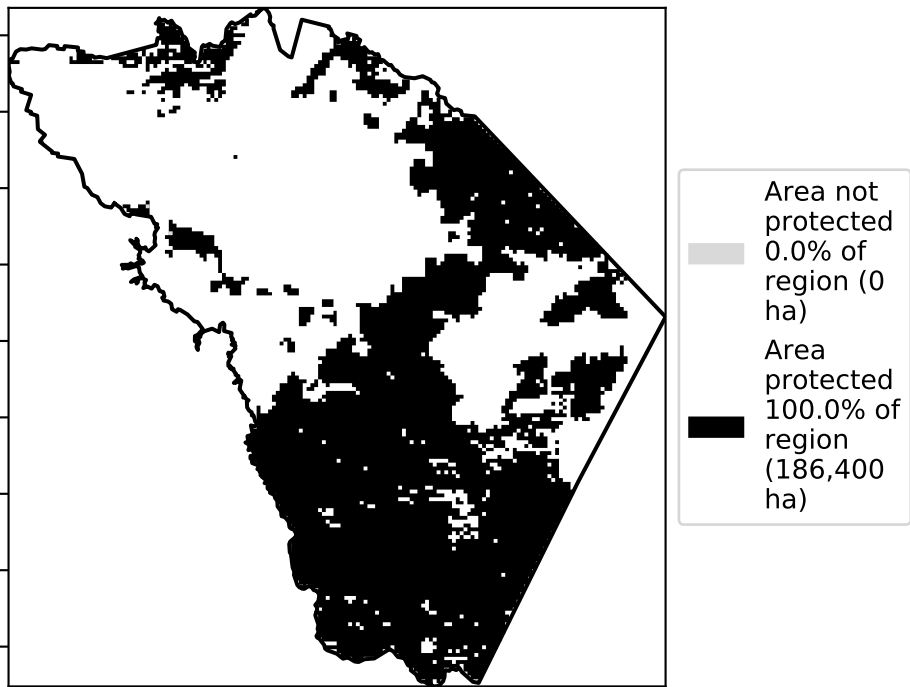 Area not
protected
0.0% of
region (0
ha)
Area
protected
100.0% of
region
(186,400
ha)